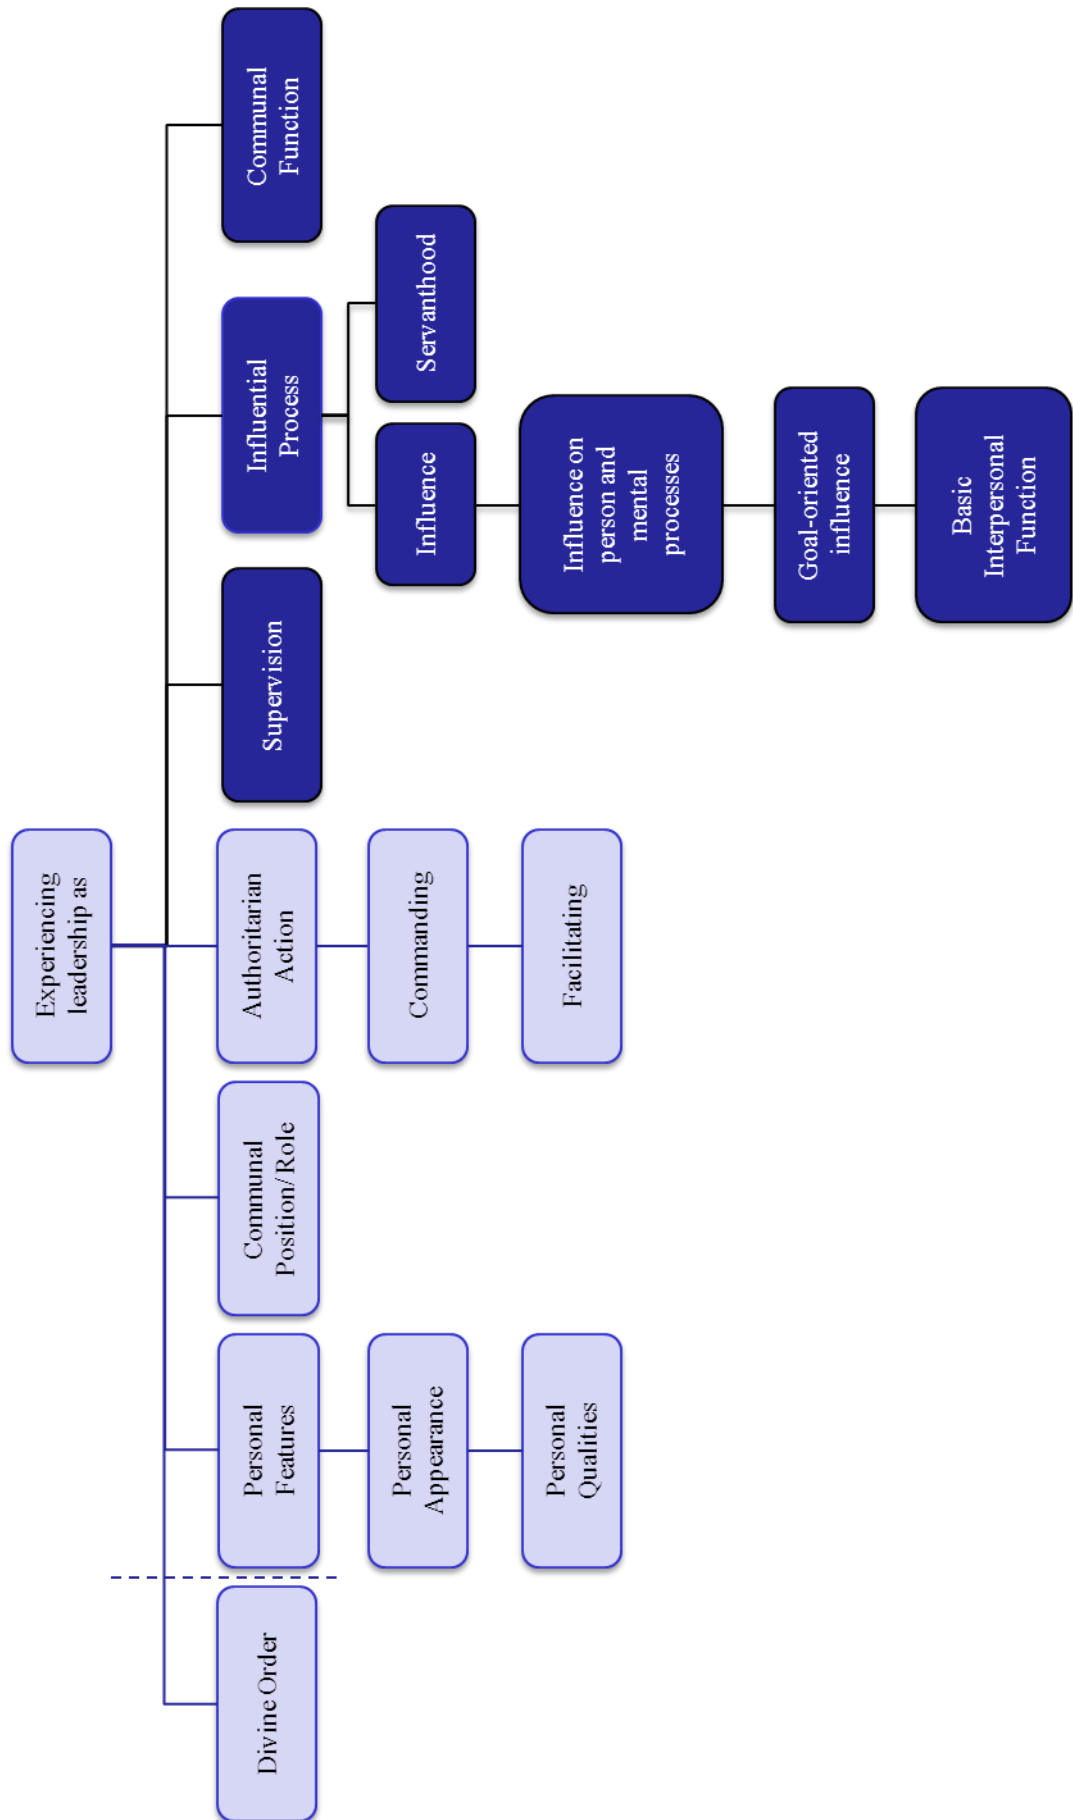 Experiencing
leadership as
Divine Order
Personal
Features
Communal
Position/Role
Authoritarian
Action
Supervision
Influential
Process
Communal
Function
Personal
Appearance
Commanding
Influence
Servanthood
Personal
Qualities
Facilitating
Influence on
person and
mental
processes
Goal-oriented
influence
Basic
Interpersonal
Function